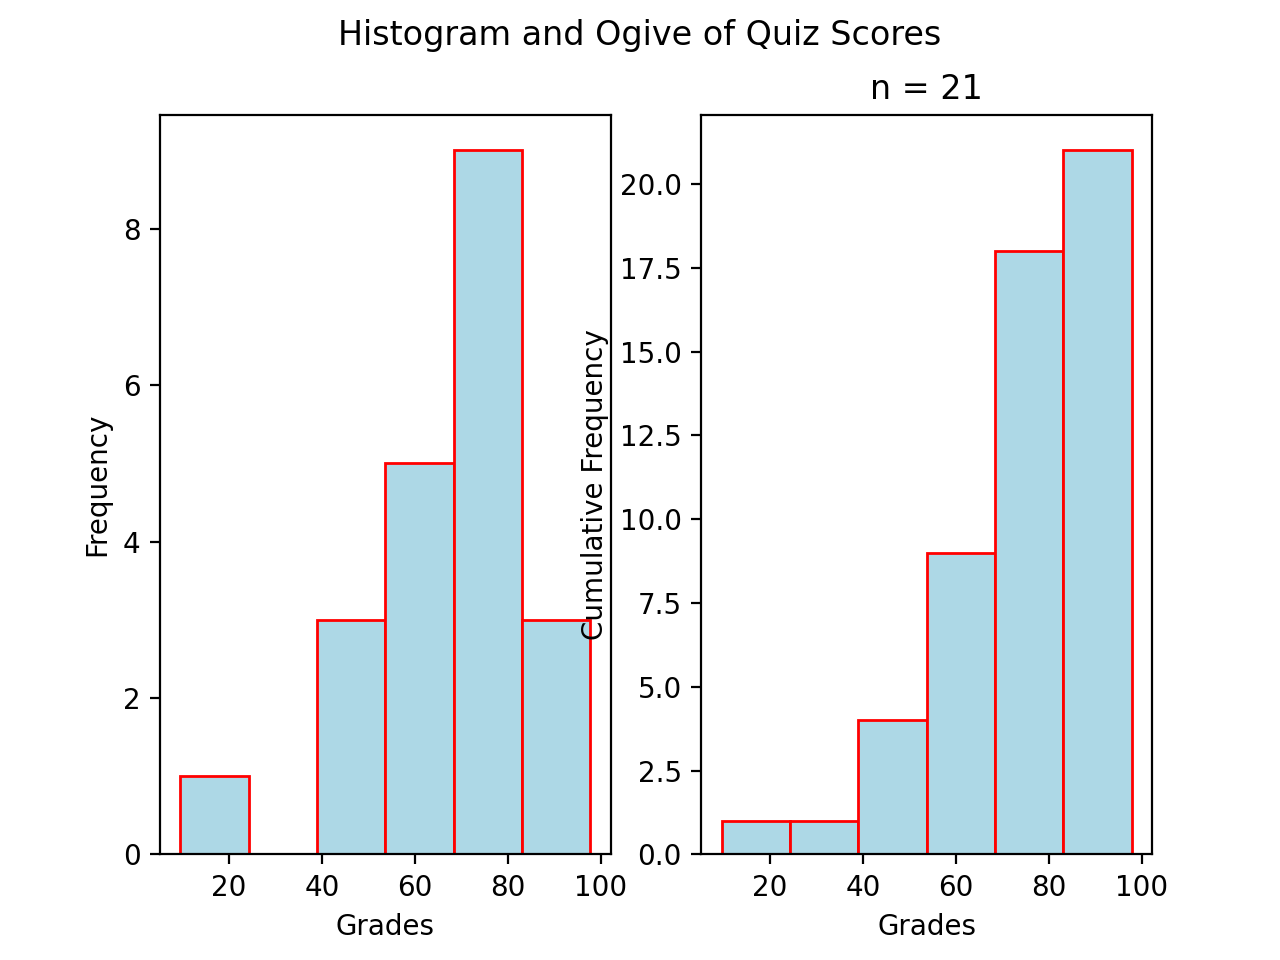 Histogram and Ogive of Quiz Scores
Frequency
8
6
4
2
0
20 40 60 80 100
Grades
n = 21
Cumulative Frequency
20.0
17.5
15.0
12.5
10.0
7.5
5.0
2.5
0.0
20 40 60 80 100
Grades